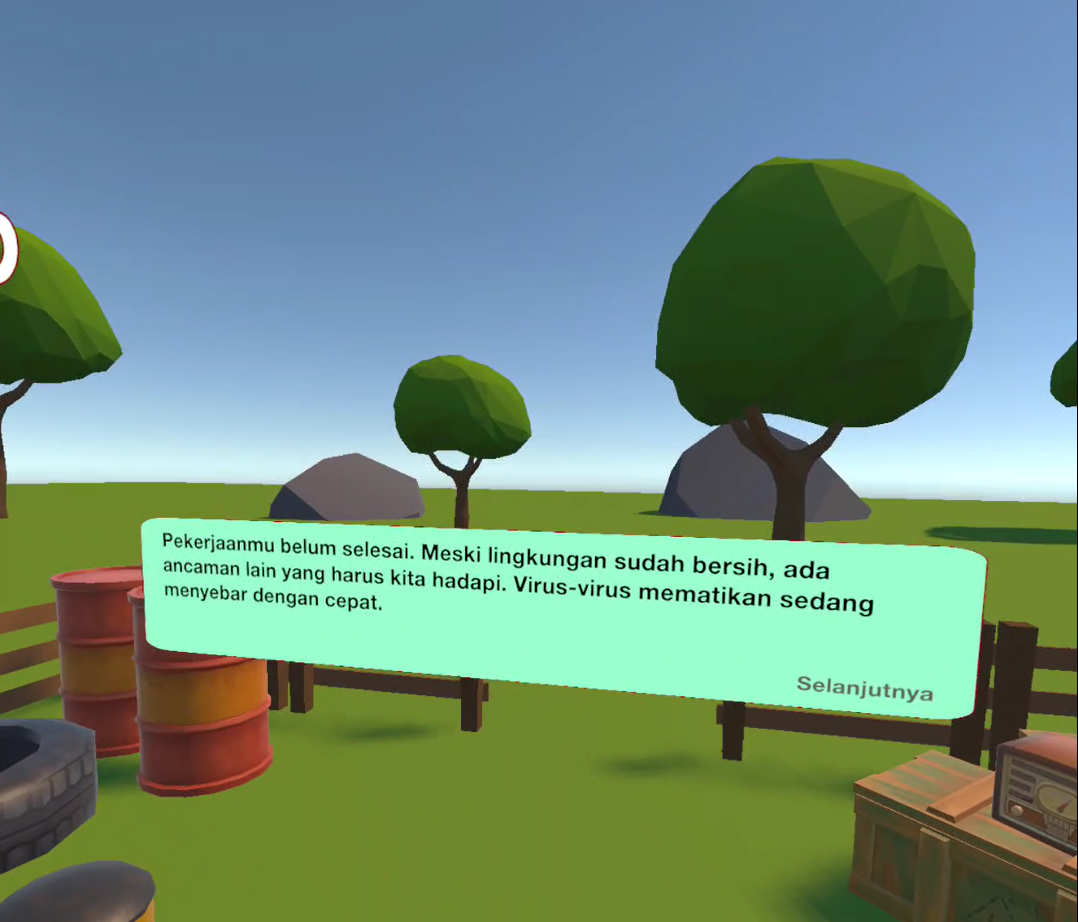 Pekerjaanmu belum selesai. Meski lingkungan sudah bersih, ada
ancaman lain yang harus kita hadapi. Virus-virus mematikan sedang
menyebar dengan cepat.
Selanjutnya